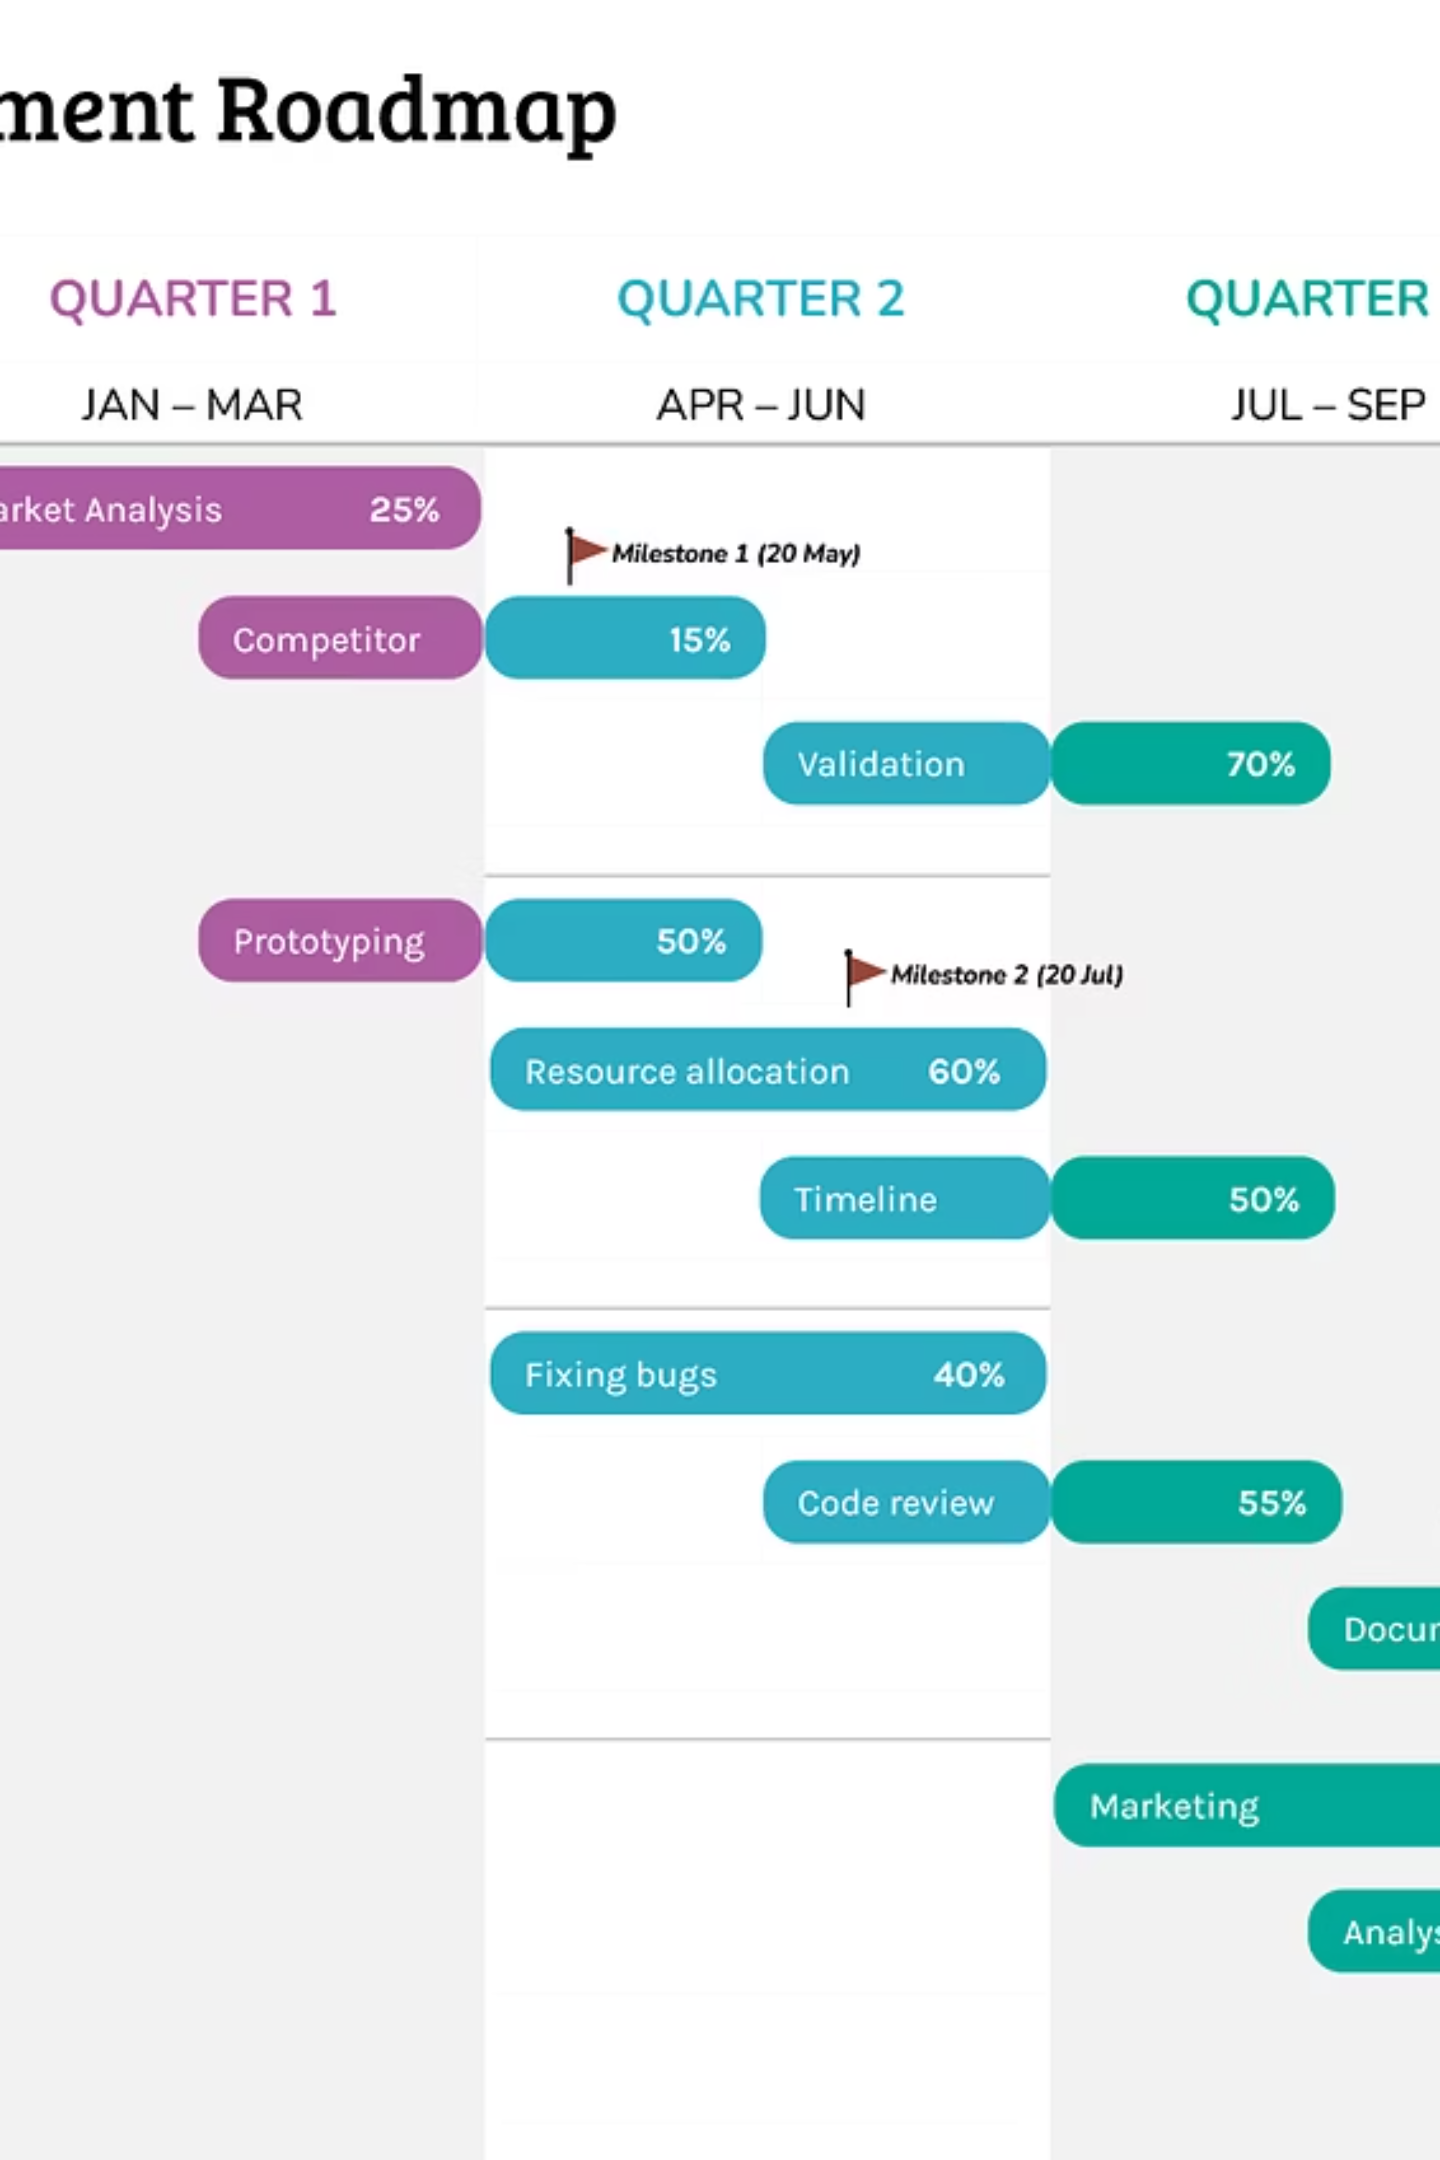 ment Roadmap
QUARTER 1 QUARTER 2 QUARTER
JAN – MAR APR – JUN JUL – SEP
arket Analysis 25%
Milestone 1 (20 May)
Competitor 15%
Validation 70%
Prototyping 50%
Milestone 2 (20 Jul)
Resource allocation 60%
Timeline 50%
Fixing bugs 40%
Code review 55%
Docu
Marketing
Analys